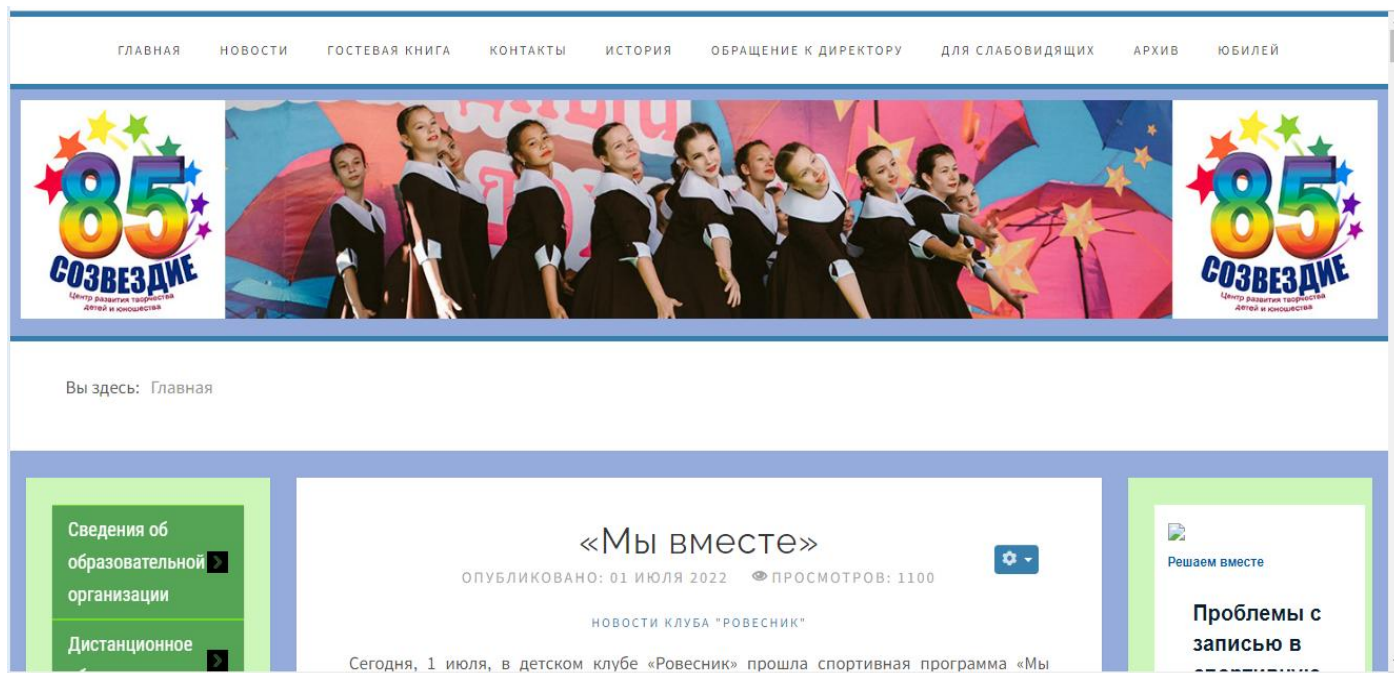 ГЛАВНАЯ НОВОСТИ ГОСТЕВАЯ КНИГА КОНТАКТЫ ИСТОРИЯ ОБРАЩЕНИЕ К ДИРЕКТОРУ ДЛЯ СЛАБОВИДЯЩИХ АРХИВ ЮБИЛЕЙ
85
СОЗВЕЗДИЕ
Центр развития творчества
детей и юношества
85
СОЗВЕЗДИЕ
Центр развития творчества
детей и юношества
Вы здесь: Главная
Сведения об
образовательной
организации
Дистанционное
«Мы вместе»
ОПУБ�ликОВАНО: 01 ИЮЛЯ 2022 ПРОСМОТРОВ: 1100
НОВОСТИ КЛУБА "РОВЕСНИК"
Сегодня, 1 июля, в детском клубе «Ровесник» прошла спортивная программа «Мы
Решаем вместе
Проблемы с
записью в